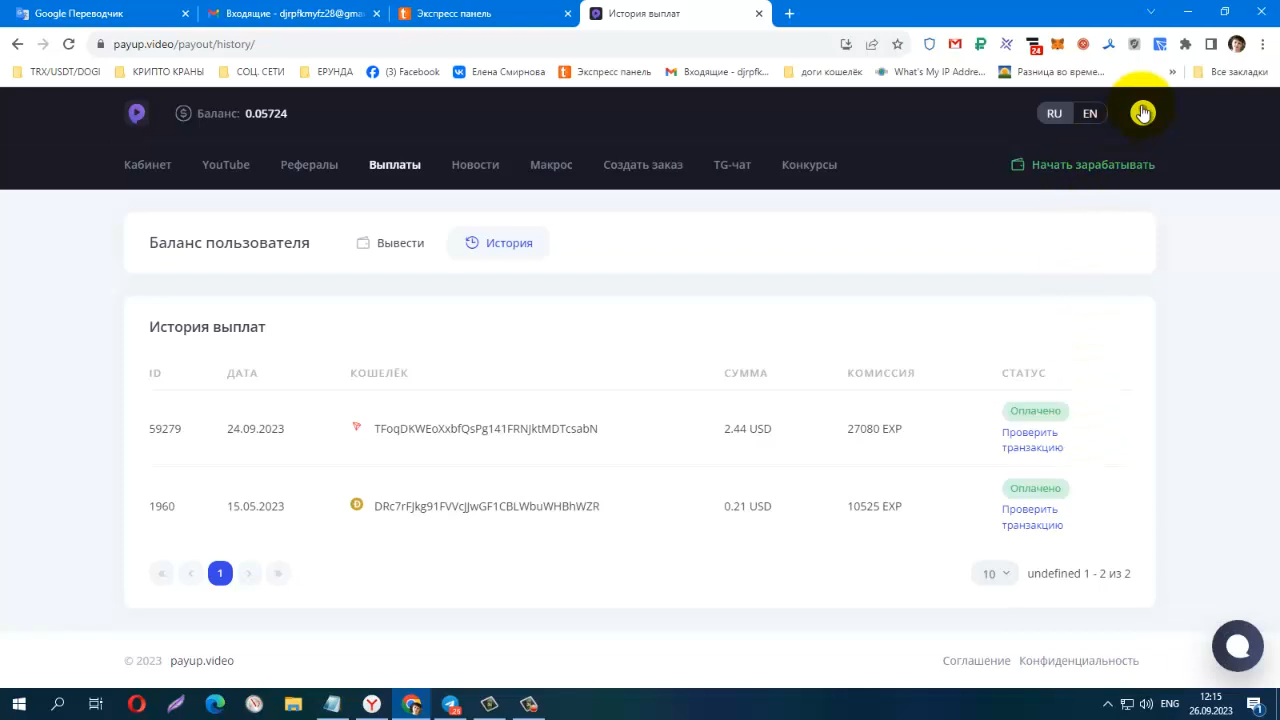 Google Переводчик
Входящие - djrpfkmyfz28@gmai
Экспресс панель
История выплат
payup.video/payout/history/
24
TRX/USDT/DOGI
КРИПТО КРАНЫ
СОЦ. СЕТИ
ЕРУНДА
(3) Facebook
Елена Смирнова
Экспресс панель
Входящие - djrpfk...
доги кошелёк
What's My IP Addre...
Разница во време...
»
Все закладки
Баланс: 0.05724
RU EN
Кабинет
YouTube
Рефералы
Выплаты
Новости
Макрос
Создать заказ
TG-чат
Конкурсы
Начать зарабатывать
Баланс пользователя
Вывести
История
История выплат
ID ДАТА КОШЕЛЁК СУММА КОМИССИЯ СТАТУС
59279 24.09.2023 TFoqDKWEoXxbfQsPg141FRNjktMDTcsabN 2.44 USD 27080 EXP Оплачено
Проверить
транзакцию
1960 15.05.2023 DRc7rFJkg91FVVcJJwGF1CBLWbuWHBhWZR 0.21 USD 10525 EXP Оплачено
Проверить
транзакцию
« ‹ 1 › »
10 undefined 1 - 2 из 2
© 2023 payup.video
Соглашение Конфиденциальность
ENG
12:15
26.09.2023